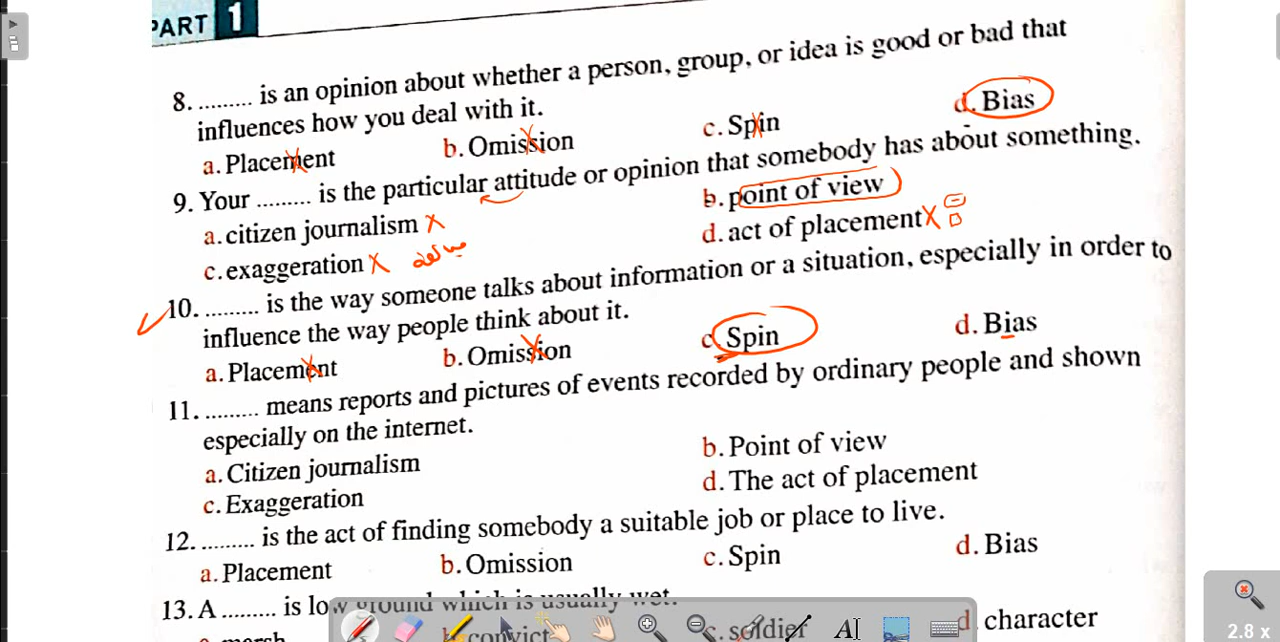 PART 1
8. ......... is an opinion about whether a person, group, or idea is good or bad that
influences how you deal with it.
a. Placement b. Omission c. Spin d. Bias
9. Your ......... is the particular attitude or opinion that somebody has about something.
a. citizen journalism b. point of view
c. exaggeration d. act of placement
10. ......... is the way someone talks about information or a situation, especially in order to
influence the way people think about it.
a. Placement b. Omission c. Spin d. Bias
11. ......... means reports and pictures of events recorded by ordinary people and shown
especially on the internet.
a. Citizen journalism b. Point of view
c. Exaggeration d. The act of placement
12. ......... is the act of finding somebody a suitable job or place to live.
a. Placement b. Omission c. Spin d. Bias
13. A ......... is low ground which is usually wet.
convict c. soldier d. character
2.8 x